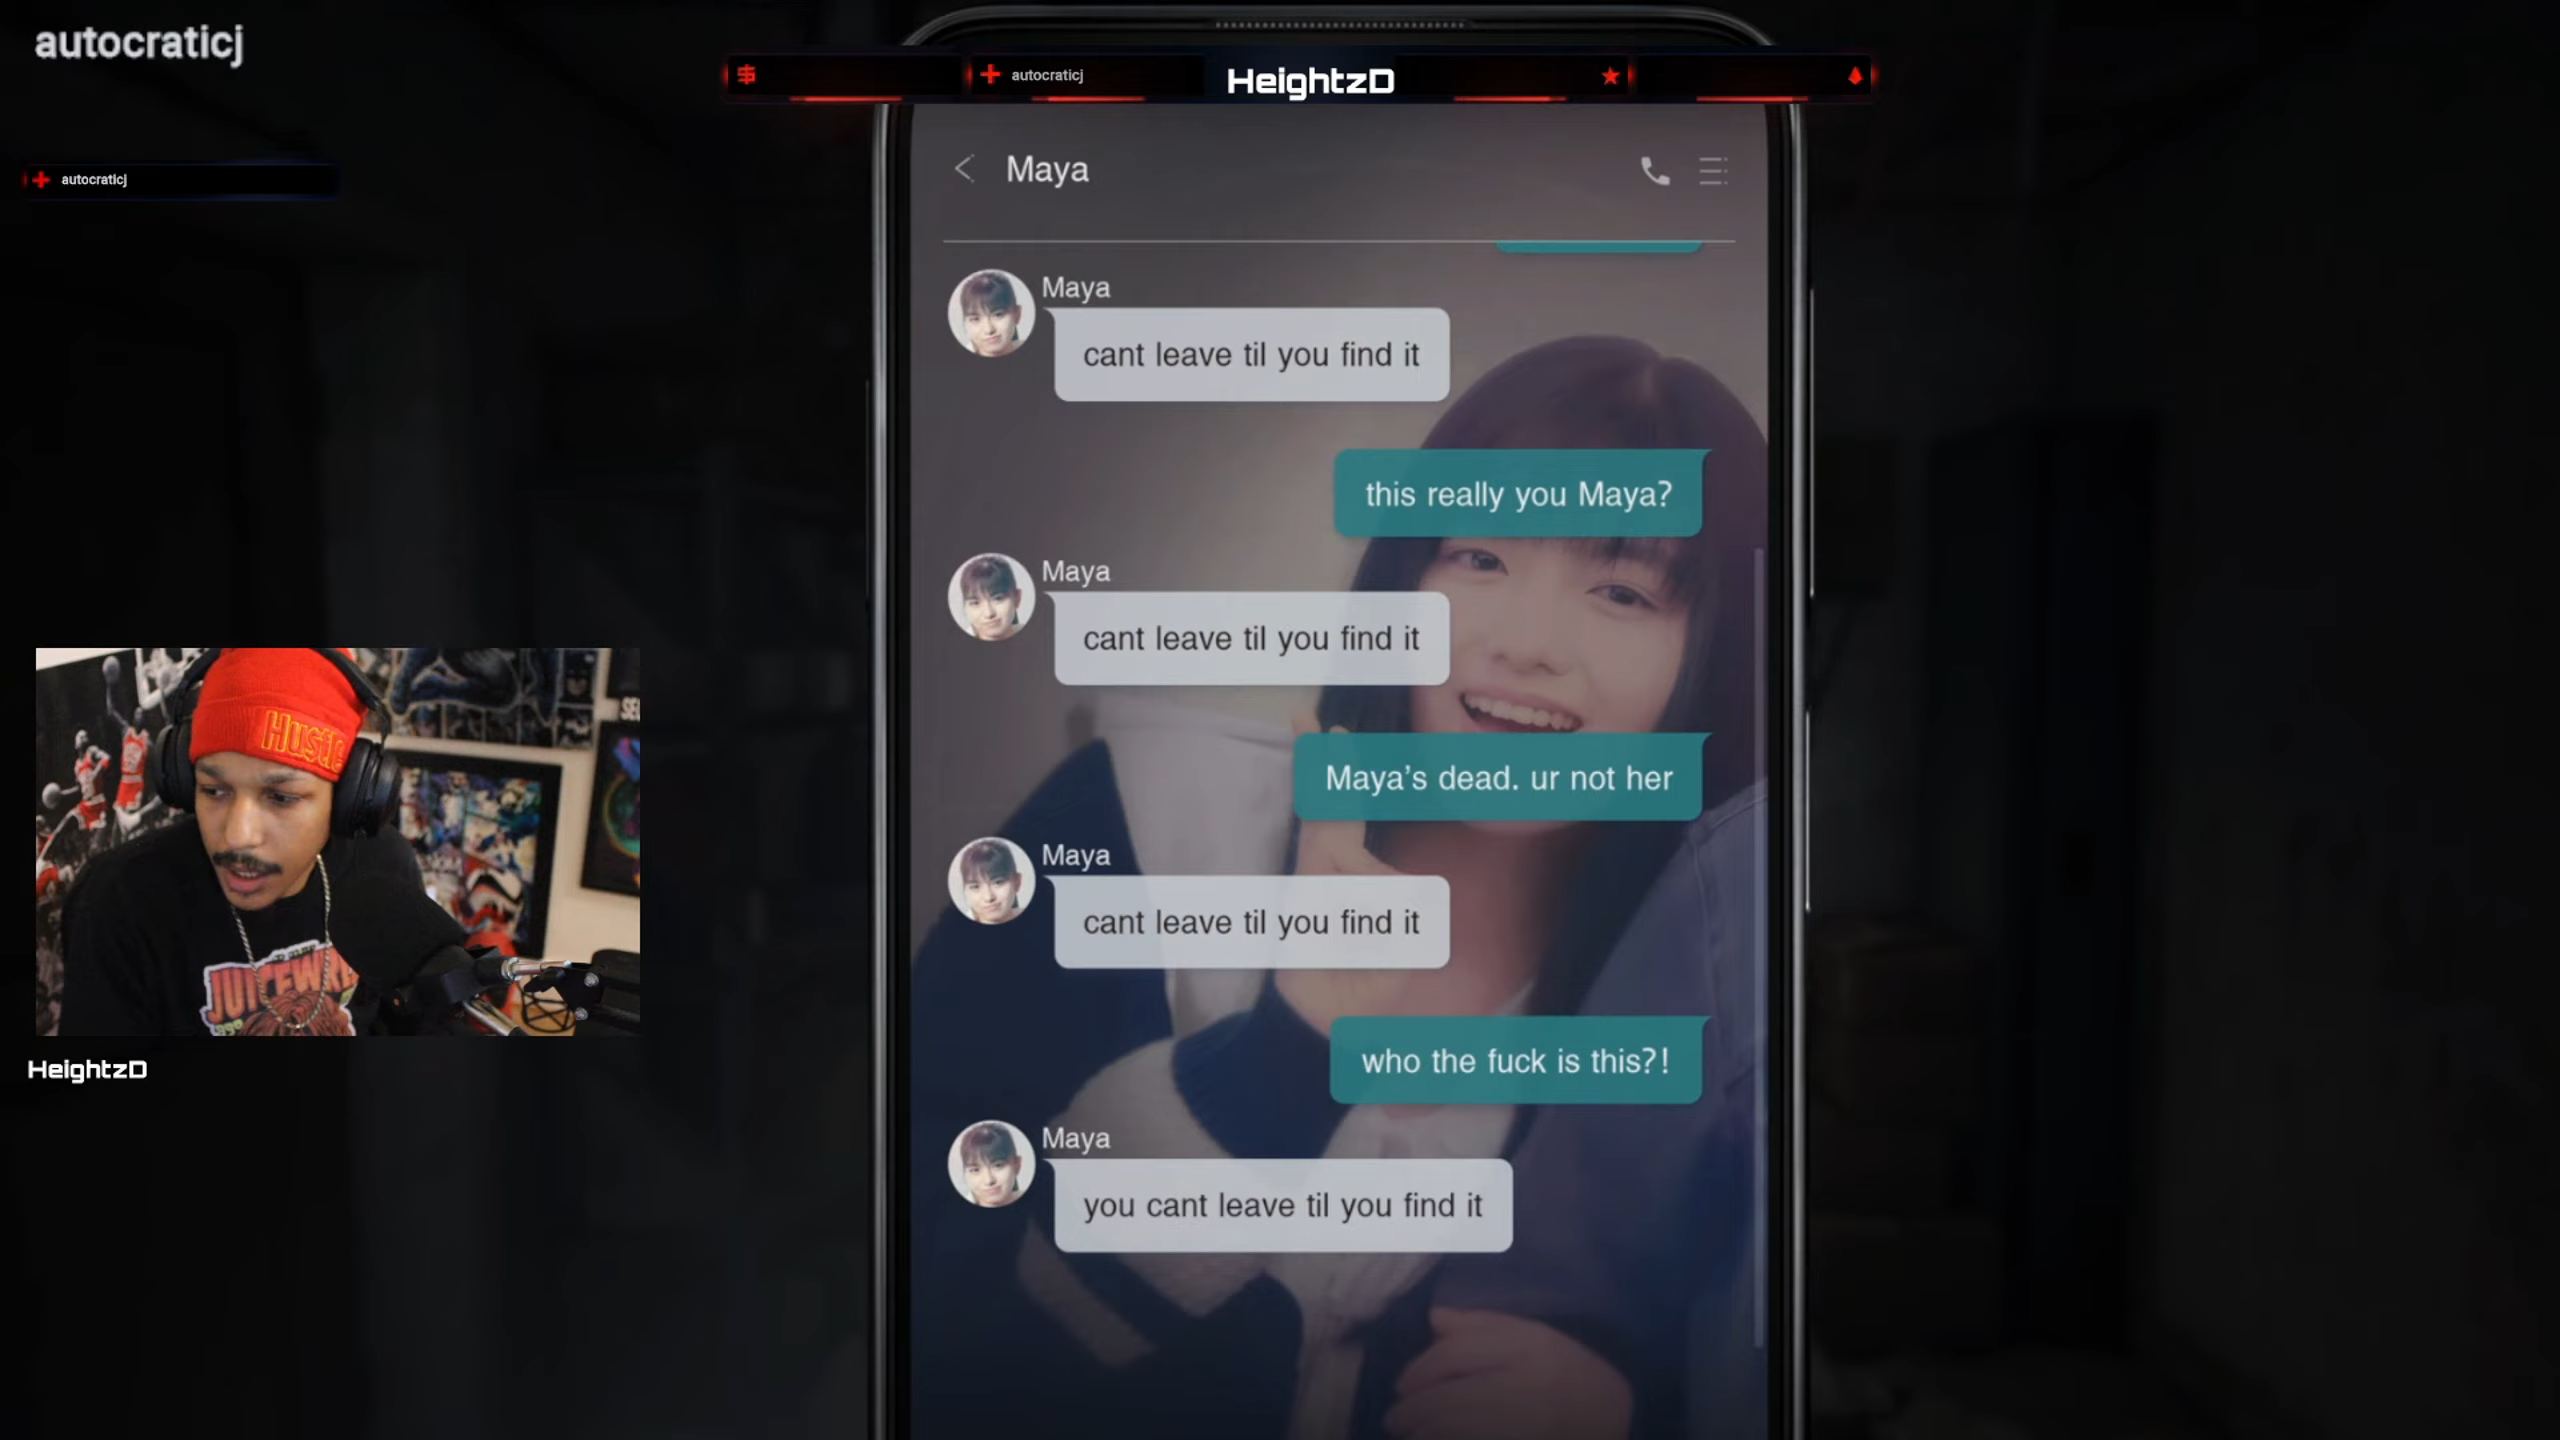 autocraticj
autocraticj
HeightzD
autocraticj
Maya
Maya
cant leave til you find it
this really you Maya?
Maya
cant leave til you find it
Maya's dead. ur not her
Maya
cant leave til you find it
who the fuck is this?!
Maya
you cant leave til you find it
Hustle
JUICEWRLD
999
HeightzD